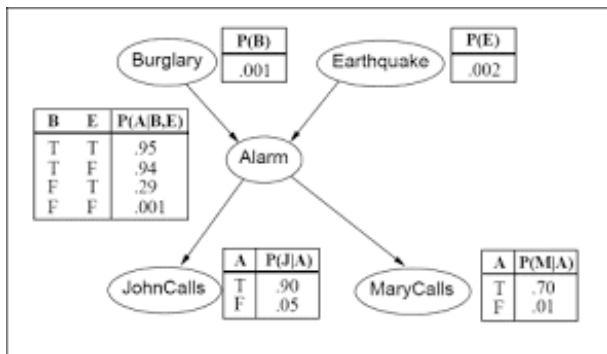 P(B)
Burglary
.001
P(E)
Earthquake
.002
B E P(A|B,E)
T T .95
T F .94
F T .29
F F .001
Alarm
A P(J|A)
JohnCalls
T .90
F .05
A P(M|A)
MaryCalls
T .70
F .01